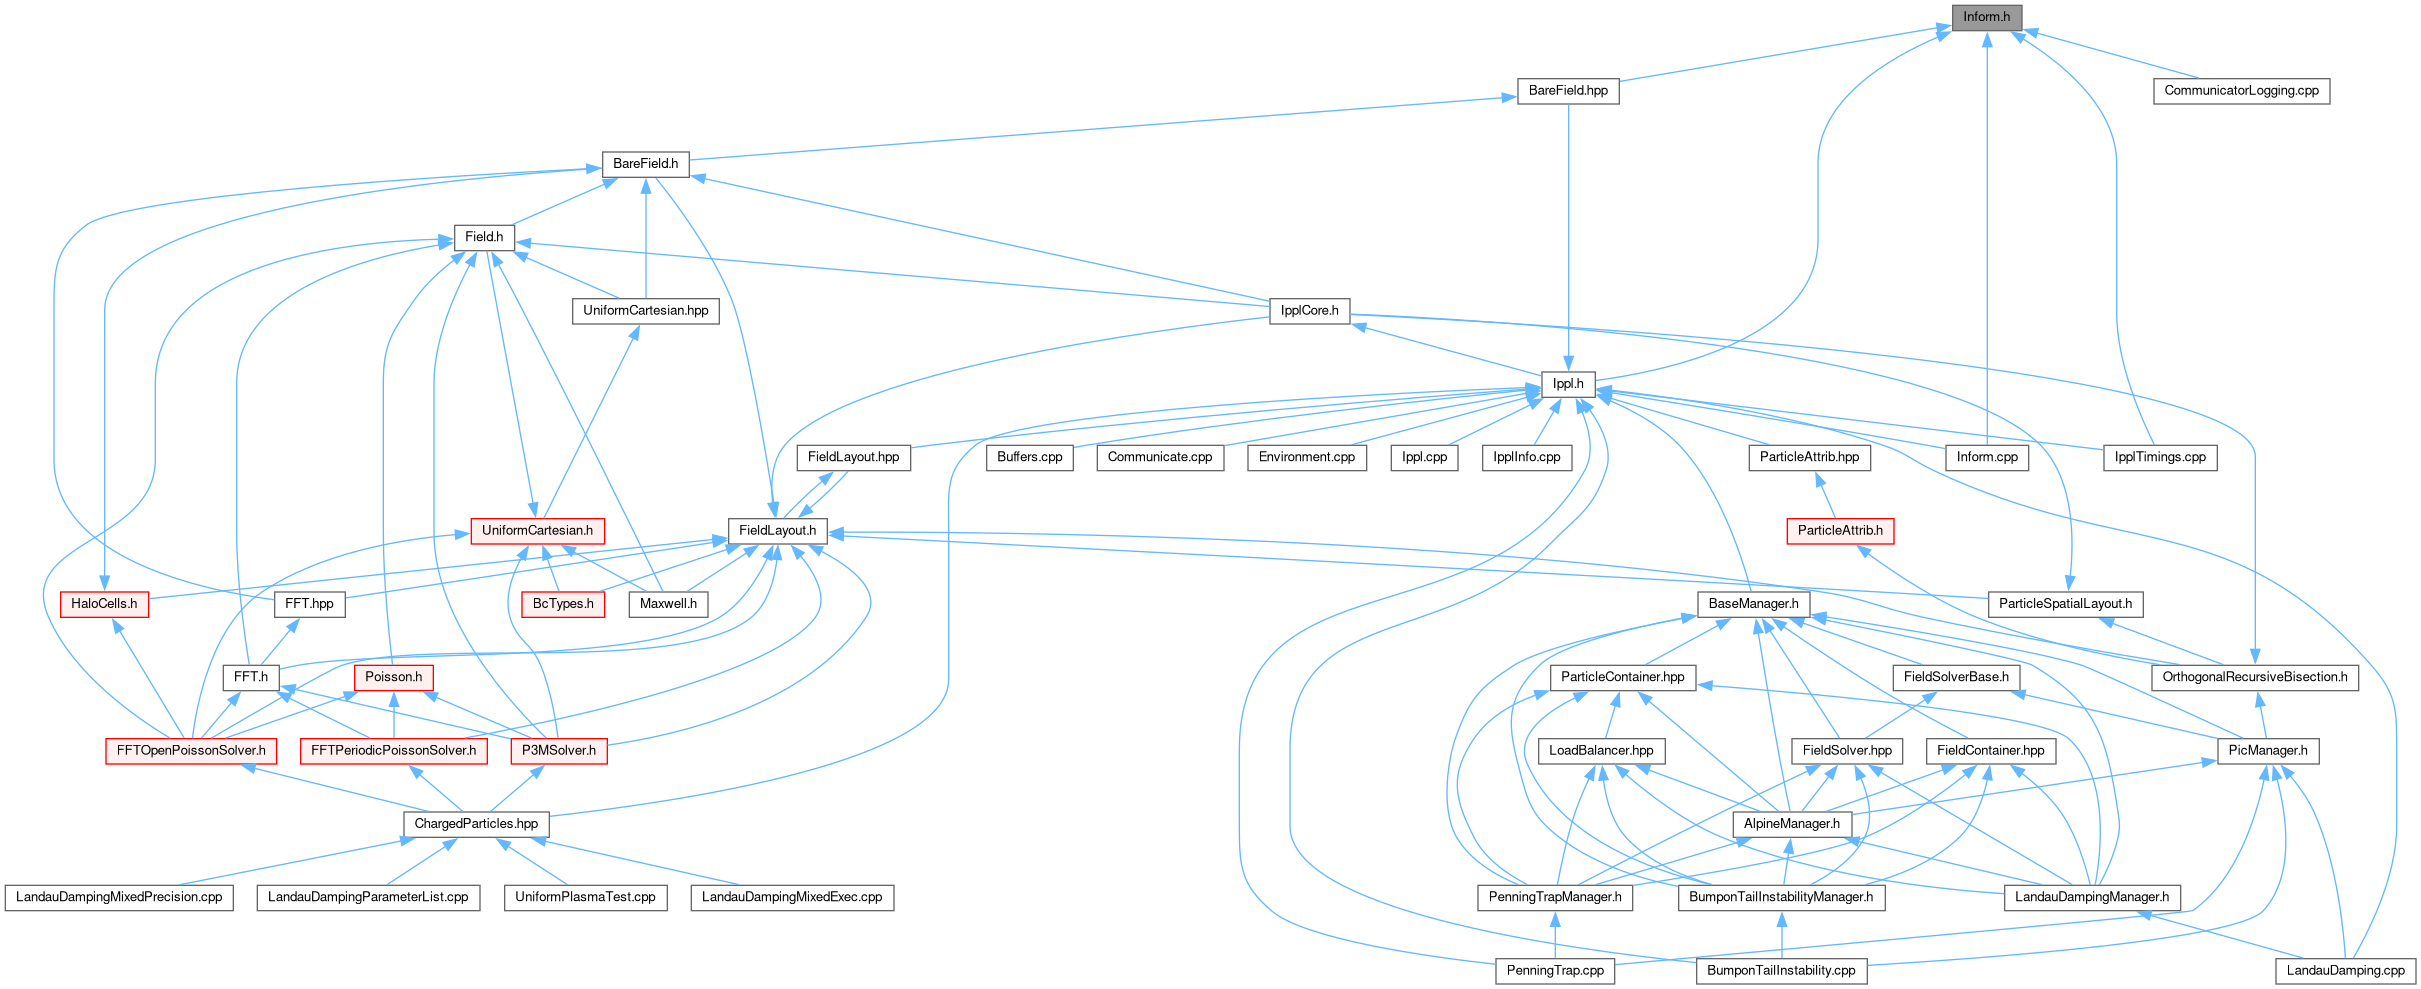 Inform.h
BareField.hpp
CommunicatorLogging.cpp
BareField.h
Field.h
UniformCartesian.hpp
IpplCore.h
Ippl.h
FieldLayout.hpp
Buffers.cpp
Communicate.cpp
Environment.cpp
Ippl.cpp
IpplInfo.cpp
ParticleAttrib.hpp
Inform.cpp
IpplTimings.cpp
UniformCartesian.h
FieldLayout.h
ParticleAttrib.h
HaloCells.h
FFT.hpp
BcTypes.h
Maxwell.h
BaseManager.h
ParticleSpatialLayout.h
FFT.h
Poisson.h
ParticleContainer.hpp
FieldSolverBase.h
OrthogonalRecursiveBisection.h
FFTOpenPoissonSolver.h
FFTPeriodicPoissonSolver.h
P3MSolver.h
LoadBalancer.hpp
FieldSolver.hpp
FieldContainer.hpp
PicManager.h
ChargedParticles.hpp
AlpineManager.h
LandauDampingMixedPrecision.cpp
LandauDampingParameterList.cpp
UniformPlasmaTest.cpp
LandauDampingMixedExec.cpp
PenningTrapManager.h
BumponTailInstabilityManager.h
LandauDampingManager.h
PenningTrap.cpp
BumponTailInstability.cpp
LandauDamping.cpp